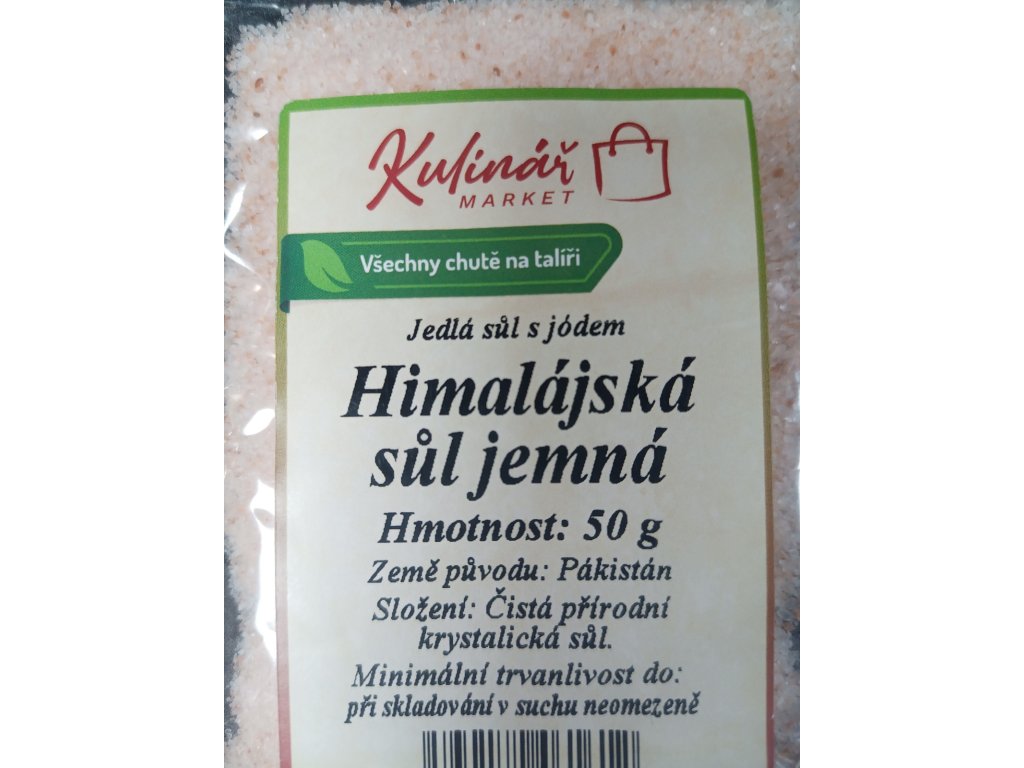 Kulinář
MARKET
Všechny chutě na talíři
Jedlá sůl s jódem
Himalájská
sůl jemná
Hmotnost: 50 g
Země původu: Pákistán
Složení: Čistá přírodní
krystalická sůl.
Minimální trvanlivost do:
při skladování v suchu neomezeně